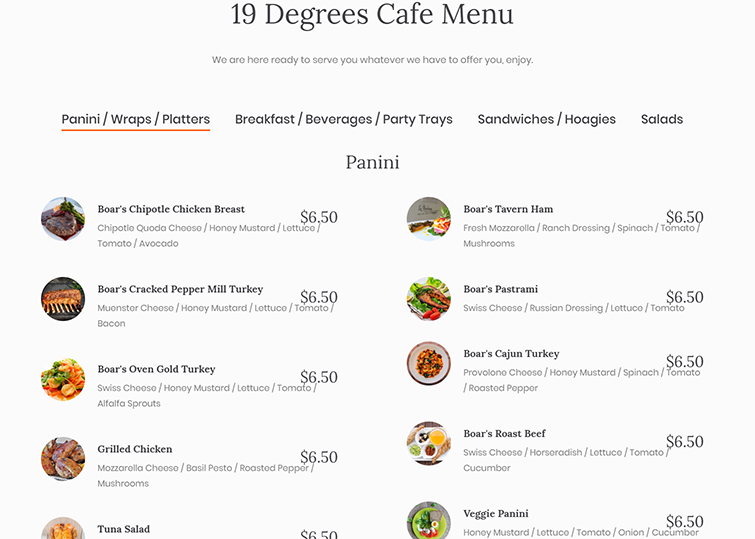 19 Degrees Cafe Menu
We are here ready to serve you whatever we have to offer you, enjoy.
Panini / Wraps / Platters
Breakfast / Beverages / Party Trays
Sandwiches / Hoagies
Salads
Panini
Boar's Chipotle Chicken Breast
$6.50
Chipotle Quoda Cheese / Honey Mustard / Lettuce /
Tomato / Avocado
Boar's Cracked Pepper Mill Turkey
$6.50
Muenster Cheese / Honey Mustard / Lettuce / Tomato /
Bacon
Boar's Oven Gold Turkey
$6.50
Swiss Cheese / Honey Mustard / Lettuce / Tomato /
Alfalfa Sprouts
Grilled Chicken
$6.50
Mozzarella Cheese / Basil Pesto / Roasted Pepper /
Mushrooms
Tuna Salad
$6.50
Boar's Tavern Ham
$6.50
Fresh Mozzarella / Ranch Dressing / Spinach / Tomato /
Mushrooms
Boar's Pastrami
$6.50
Swiss Cheese / Russian Dressing / Lettuce / Tomato
Boar's Cajun Turkey
$6.50
Provolone Cheese / Honey Mustard / Spinach / Tomato
/ Roasted Pepper
Boar's Roast Beef
$6.50
Swiss Cheese / Horseradish / Lettuce / Tomato /
Cucumber
Veggie Panini
$6.50
Honey Mustard / Lettuce / Tomato / Onion / Cucumber